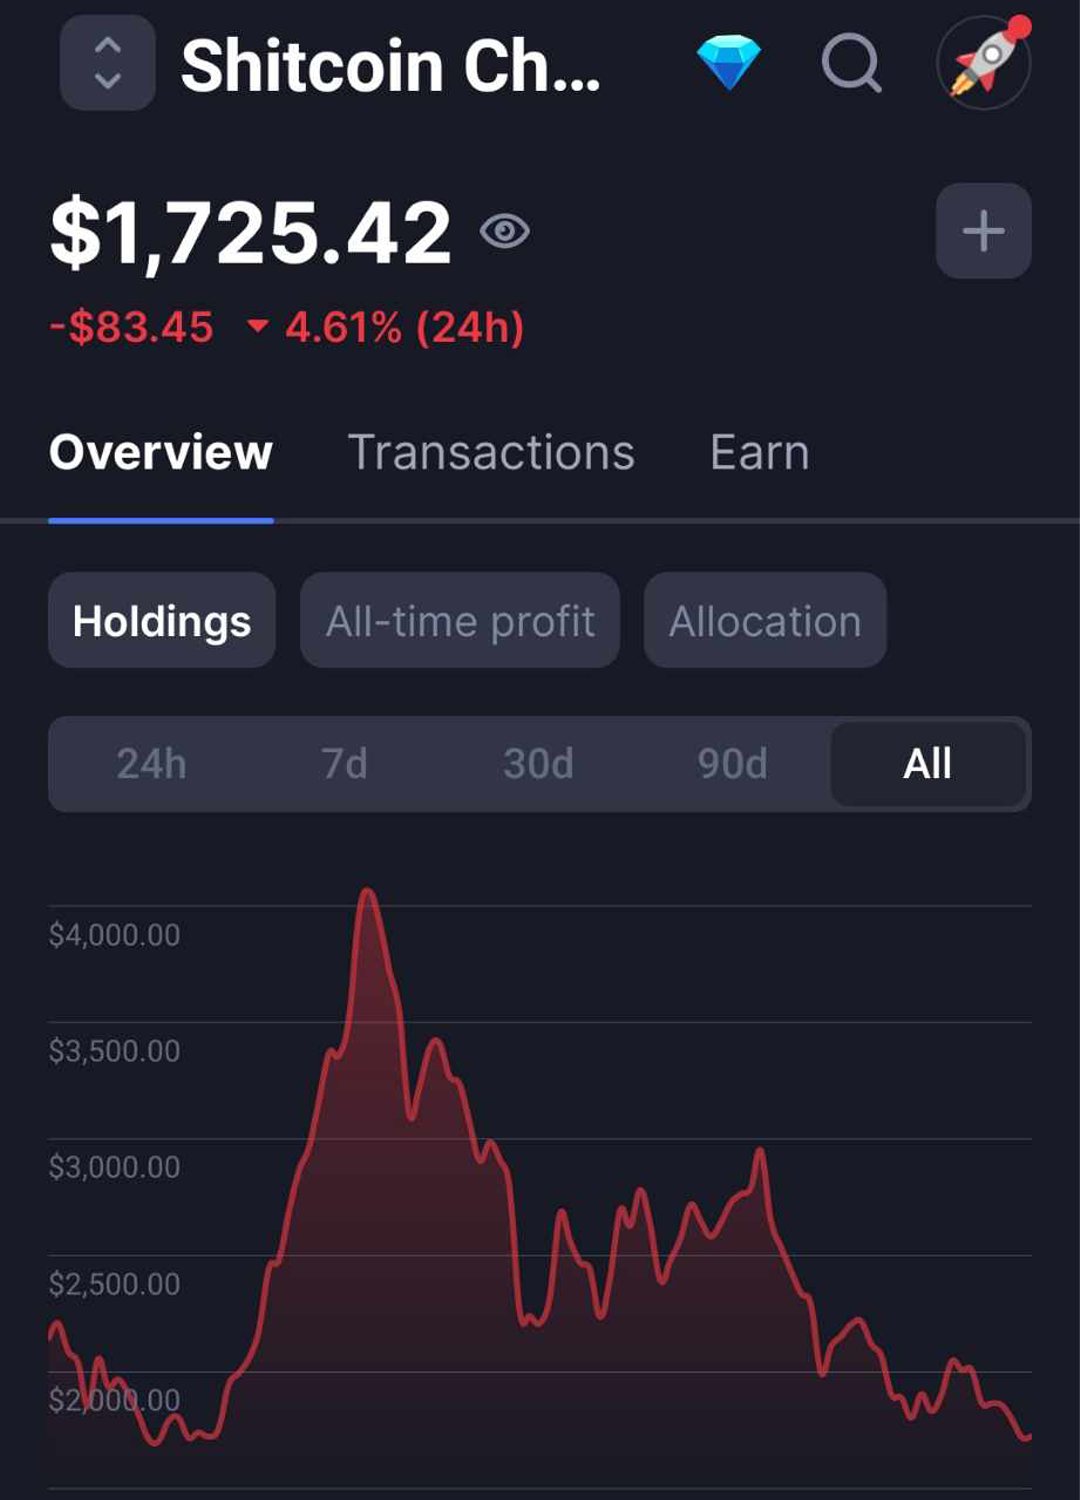 Shitcoin Ch...
$1,725.42
-$83.45 4.61% (24h)
Overview Transactions Earn
Holdings All-time profit Allocation
24h 7d 30d 90d All
$4,000.00
$3,500.00
$3,000.00
$2,500.00
$2,000.00